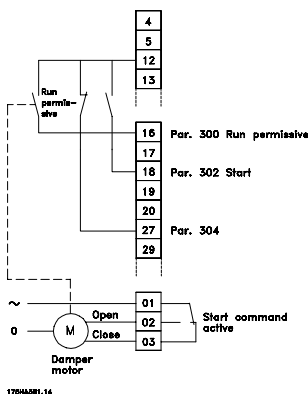 4
5
12
13
Run
permis-
sive
16 Par. 300 Run permissive
17
18 Par. 302 Start
19
20
27 Par. 304
29
~ 01
Open 02 Start command
active
0 M
Close 03
Damper
motor
175HA591.14